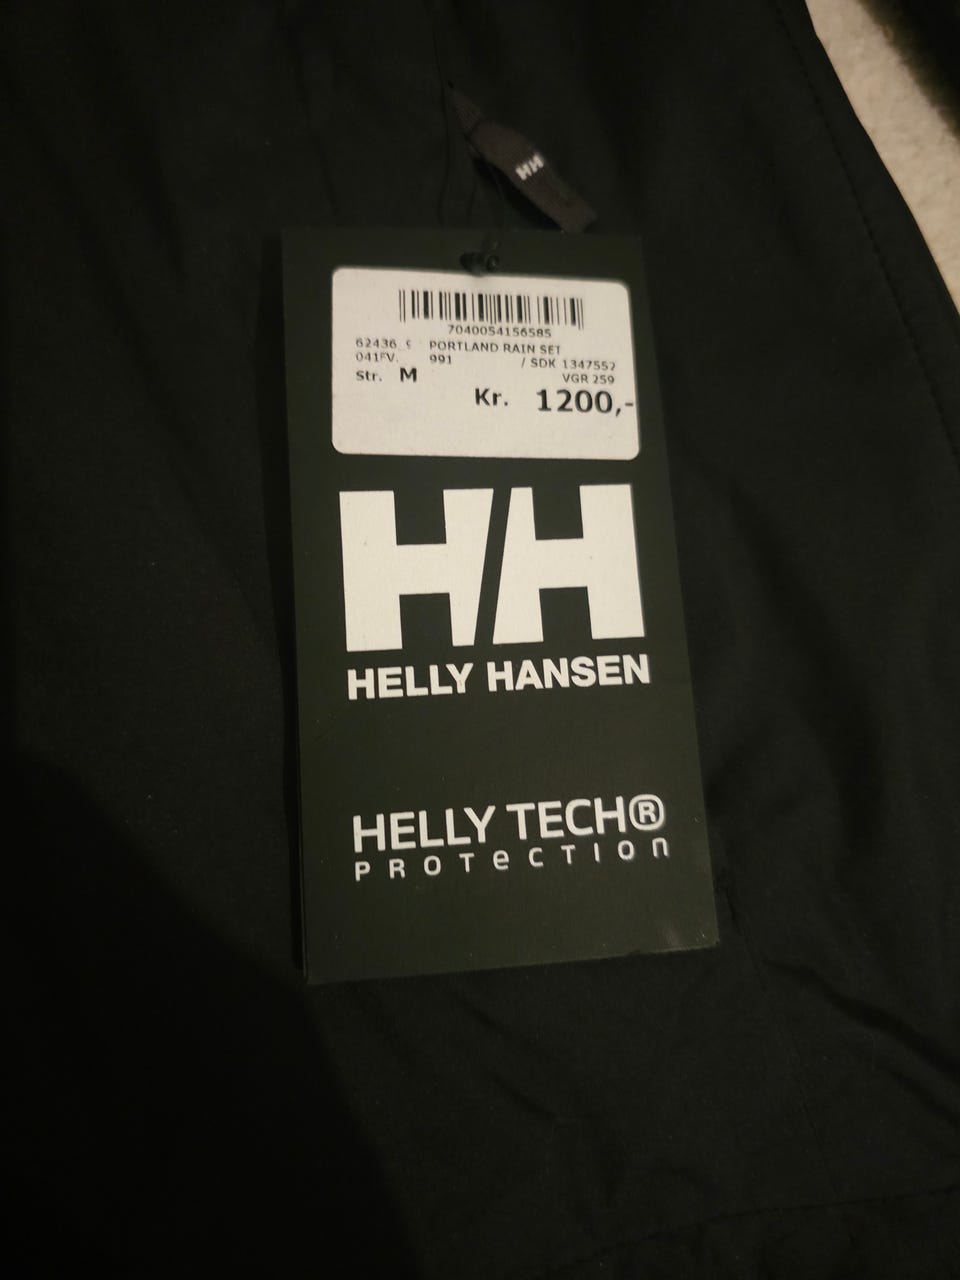 HH
7040054156585
62436 PORTLAND RAIN SET
041FV. 991 / SDK 1347552
Str. M VGR 259
Kr. 1200,-
HH
HELLY HANSEN
HELLY TECH®
PROTECTION